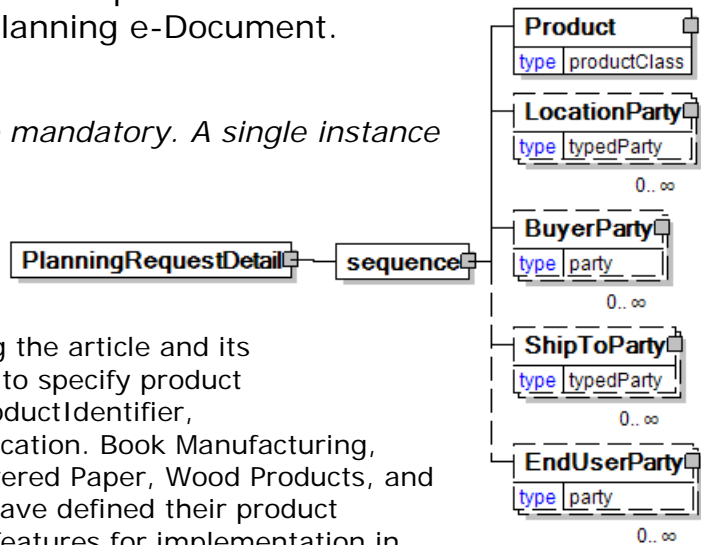 lanning e-Document.
mandatory. A single instance
PlanningRequestDetail
sequence
Product
type productClass
LocationParty
type typedParty
0.. ∞
BuyerParty
type party
0.. ∞
ShipToParty
type typedParty
0.. ∞
EndUserParty
type party
0.. ∞
g the article and its
to specify product
oductIdentifier,
cation. Book Manufacturing,
ered Paper, Wood Products, and
ave defined their product